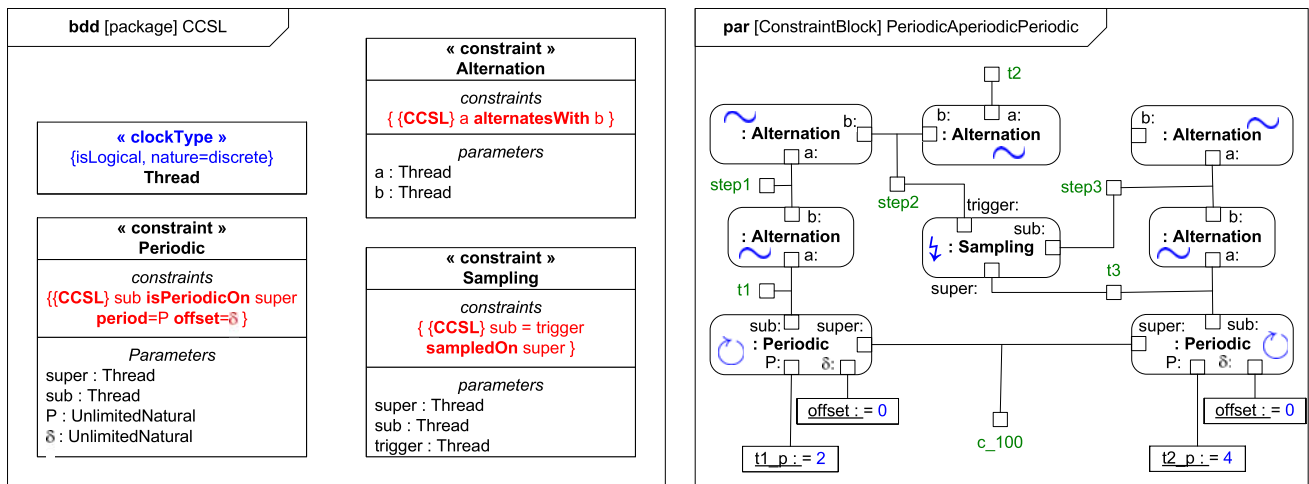 bdd [package] CCSL
« clockType »
{isLogical, nature=discrete}
Thread
« constraint »
Periodic
constraints
{{CCSL} sub isPeriodicOn super
period=P offset=δ }
Parameters
super : Thread
sub : Thread
P : UnlimitedNatural
δ : UnlimitedNatural
« constraint »
Alternation
constraints
{ {CCSL} a alternatesWith b }
parameters
a : Thread
b : Thread
« constraint »
Sampling
constraints
{ {CCSL} sub = trigger
sampledOn super }
parameters
super : Thread
sub : Thread
trigger : Thread
par [ConstraintBlock] PeriodicAperiodicPeriodic
t2
b: b: a: b:
: Alternation : Alternation : Alternation
a: a:
step1 step2 step3
trigger:
b: sub: b:
: Alternation : Sampling : Alternation
a: a:
t1 super: t3
sub: super: super: sub:
: Periodic : Periodic
P: δ: P: δ:
offset : = 0 offset : = 0
c_100
t1_p : = 2 t2_p : = 4